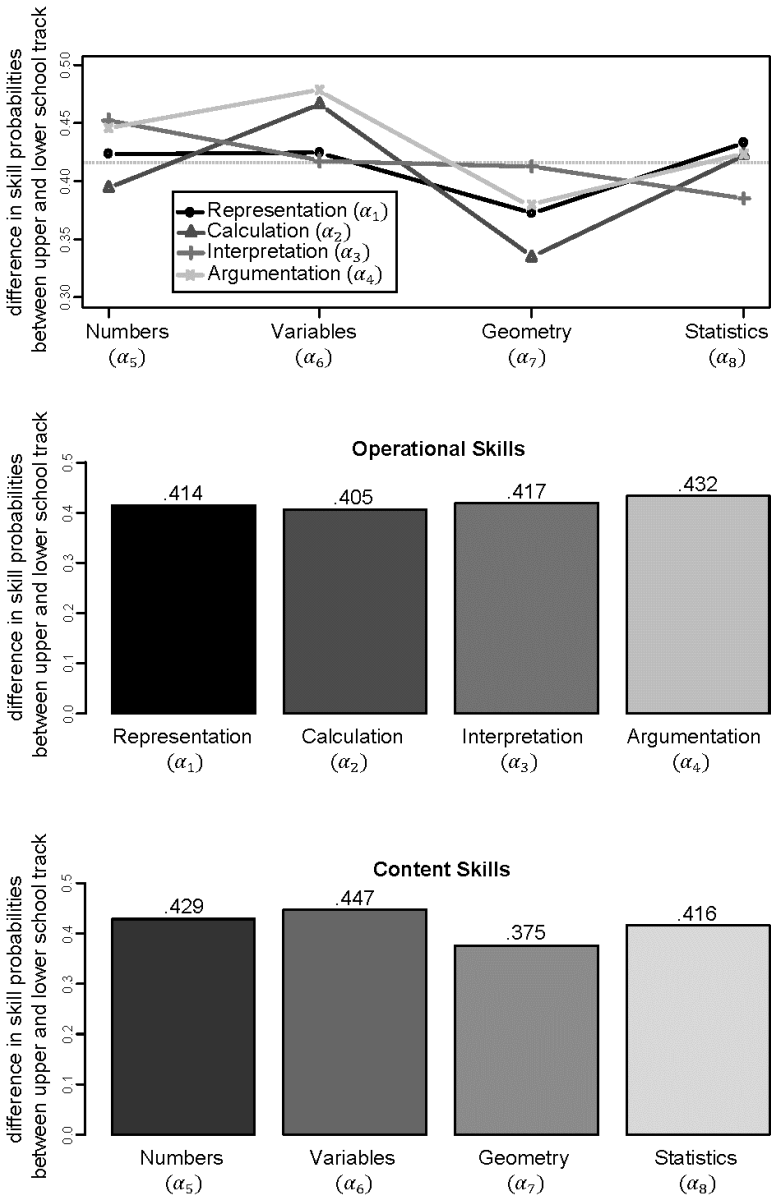 difference in skill probabilities
between upper and lower school track
0.50
0.45
0.40
0.35
0.30
Representation (α1)
Calculation (α2)
Interpretation (α3)
Argumentation (α4)
Numbers Variables Geometry Statistics
(α5) (α6) (α7) (α8)
Operational Skills
difference in skill probabilities
between upper and lower school track
0.5
0.4
0.3
0.2
0.1
0.0
.414 .405 .417 .432
Representation Calculation Interpretation Argumentation
(α1) (α2) (α3) (α4)
Content Skills
difference in skill probabilities
between upper and lower school track
0.5
0.4
0.3
0.2
0.1
0.0
.429 .447 .375 .416
Numbers Variables Geometry Statistics
(α5) (α6) (α7) (α8)